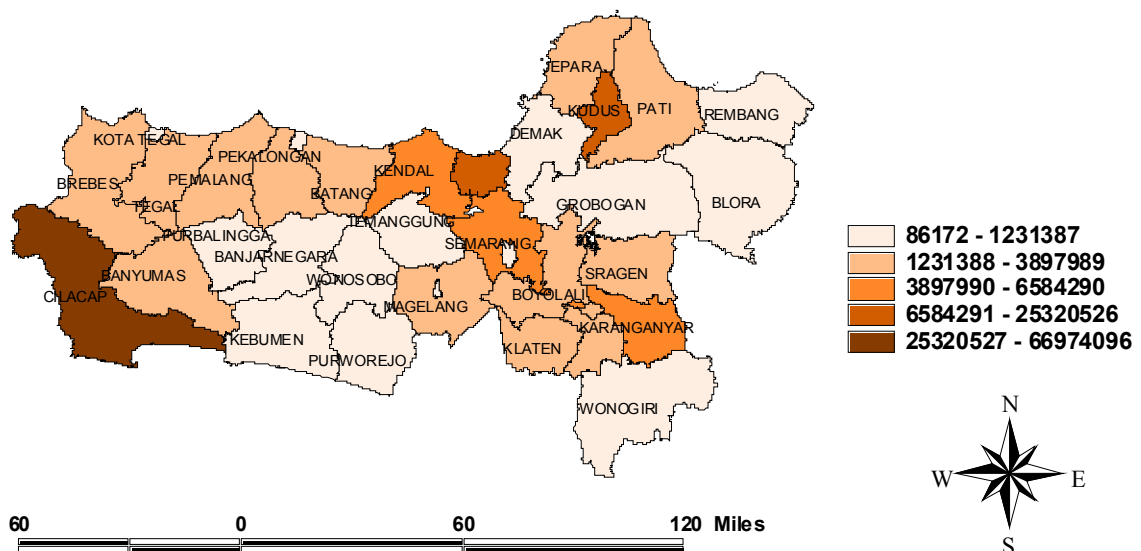 JEPARA
KUDUS
PATI
REMBANG
DEMAK
KOTA TEGAL
PEKALONGAN
KENDAL
BREBES
PEMALANG
BATANG
TEGAL
GROBOGAN
BLORA
TEMANGGUNG
PURBALINGGA
SEMARANG
BANJARNEGARA
BANYUMAS
WONOSOBO
SRAGEN
CILACAP
MAGELANG
BOYOLALI
KEBUMEN
KARANGANYAR
PURWOREJO
KLATEN
WONOGIRI
86172 - 1231387
1231388 - 3897989
3897990 - 6584290
6584291 - 25320526
25320527 - 66974096
N
W E
S
60 0 60 120 Miles